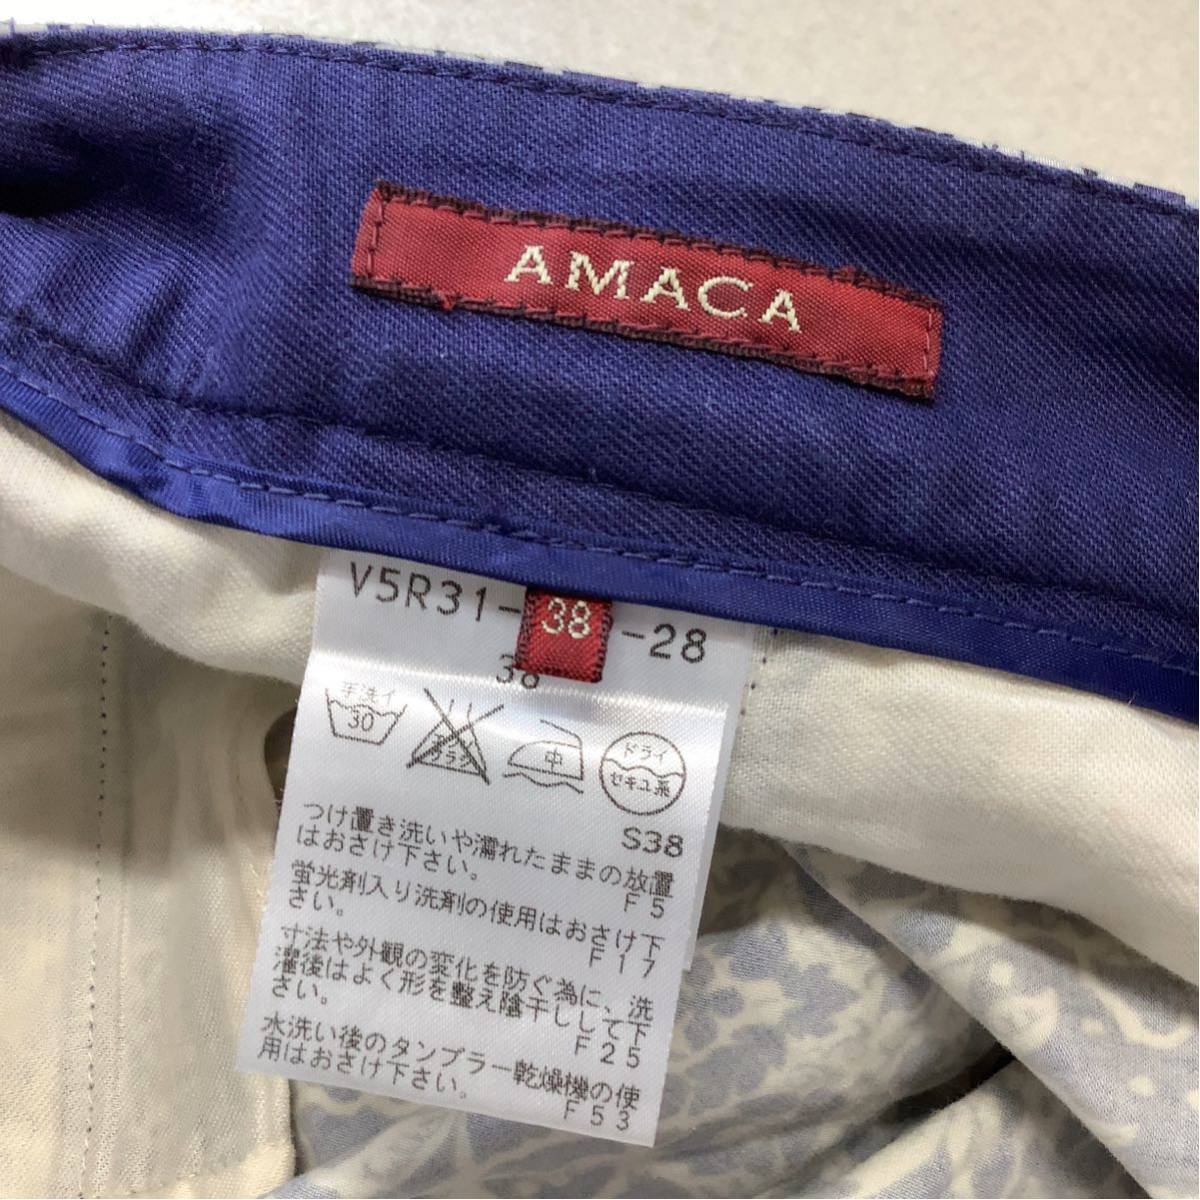 AMACA
V5R31-
38
-28
38
手洗イ
30
エンソ
サラシ
中
ドライ
セキユ系
S38
つけ置き洗いや濡れたままの放置
はおさけ下さい。
F5
蛍光剤入り洗剤の使用はおさけ下
さい。
F17
寸法や外観の変化を防ぐ為に、洗
濯後はよく形を整え陰干しして下
さい。
F25
水洗い後のタンブラー乾燥機の使
用はおさけ下さい。
F53